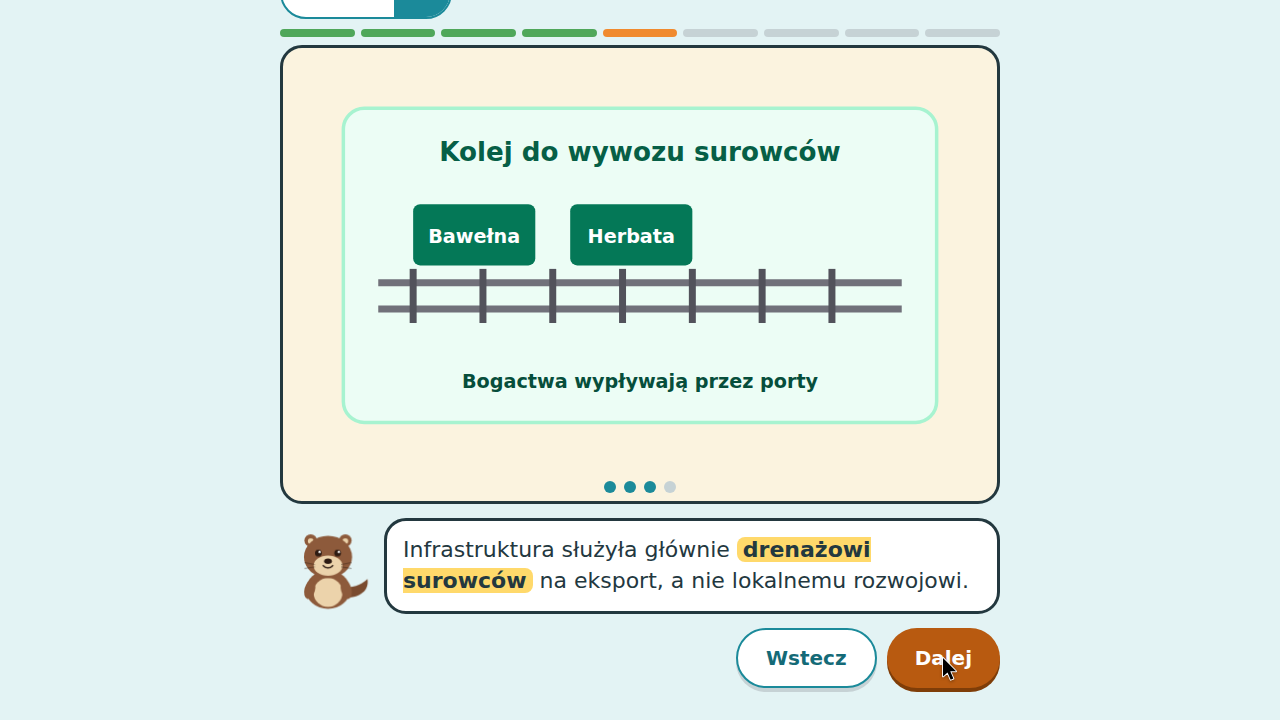 Kolej do wywozu surowców
Bawełna
Herbata
Bogactwa wypływają przez porty
Infrastruktura służyła głównie drenażowi
surowców na eksport, a nie lokalnemu rozwojowi.
Wstecz
Dalej